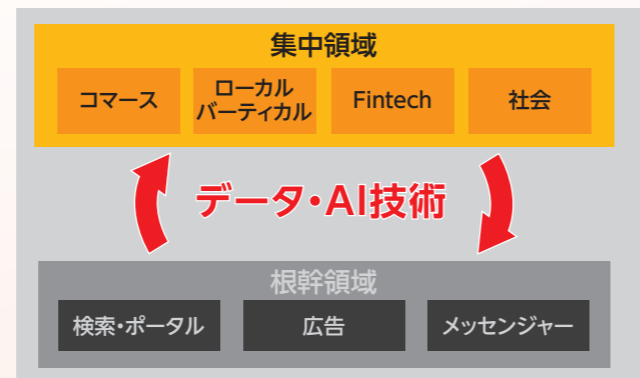 集中領域
コマース
ローカル
バーティカル
Fintech
社会
データ・AI技術
根幹領域
検索・ポータル
広告
メッセンジャー